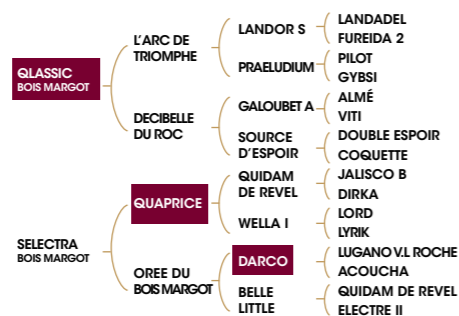 QLASSIC
BOIS MARGOT
L'ARC DE
TRIOMPHE
LANDOR S
LANDADEL
FUREIDA 2
PRAELUDIUM
PILOT
GYBSI
DECIBELLE
DU ROC
GALOUBET A
ALMÉ
VITI
SOURCE
D'ESPOIR
DOUBLE ESPOIR
COQUETTE
SELECTRA
BOIS MARGOT
QUAPRICE
QUIDAM
DE REVEL
JALISCO B
DIRKA
WELLA I
LORD
LYRIK
OREE DU
BOIS MARGOT
DARCO
LUGANO V.L ROCHE
ACOUCHA
BELLE
LITTLE
QUIDAM DE REVEL
ELECTRE II